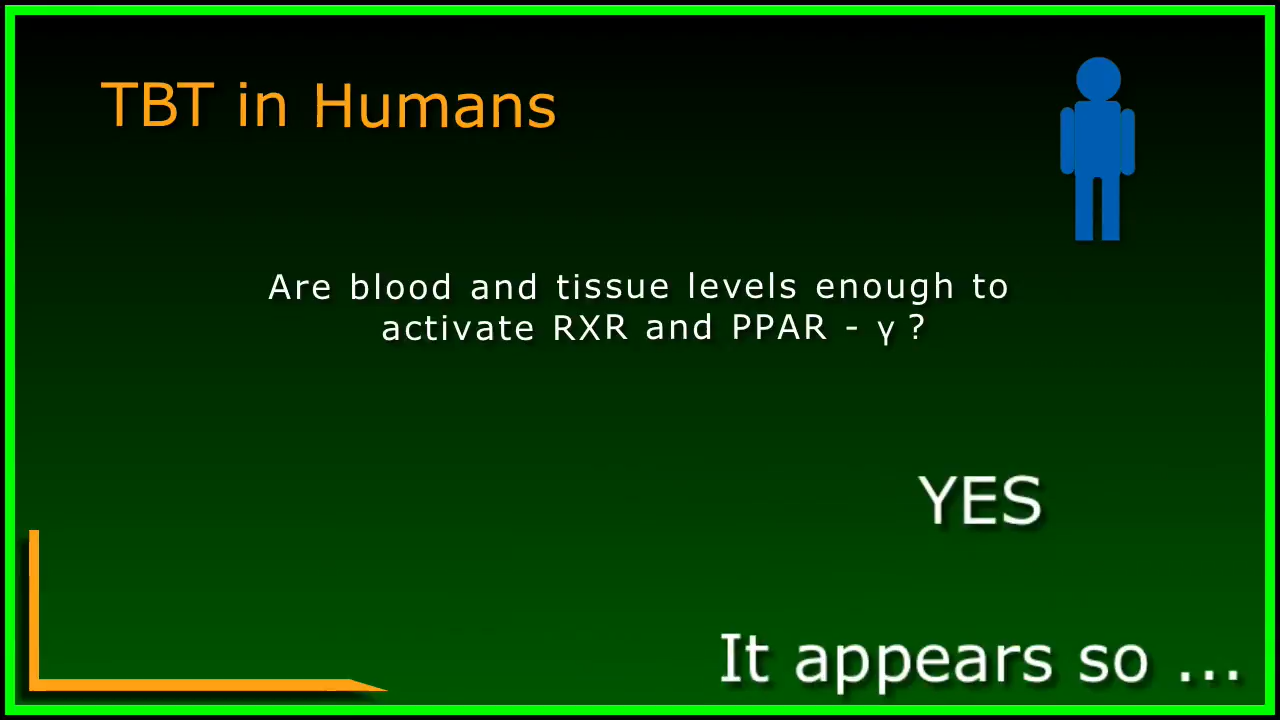 TBT in Humans
Are blood and tissue levels enough to
activate RXR and PPAR - γ ?
YES
It appears so ...